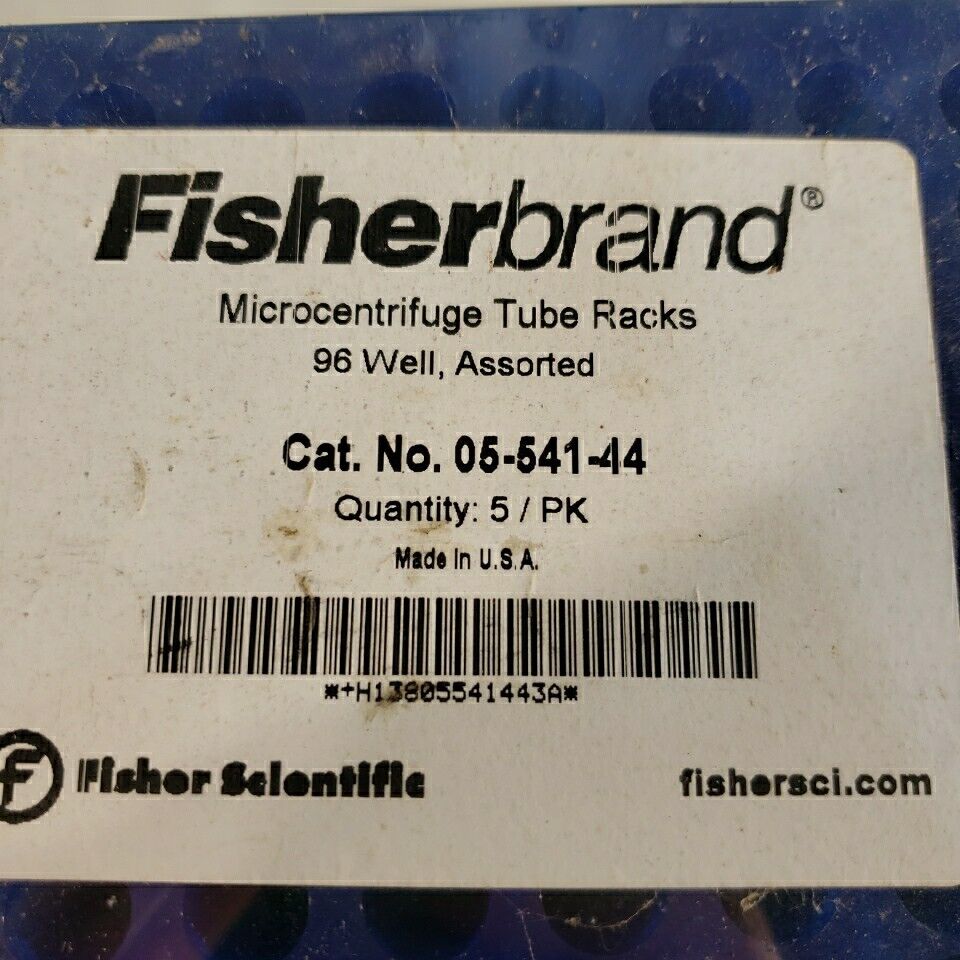 Fisherbrand®
Microcentrifuge Tube Racks
96 Well, Assorted
Cat. No. 05-541-44
Quantity: 5 / PK
Made in U.S.A.
*+H13805541443A*
F Fisher Scientific
fishersci.com